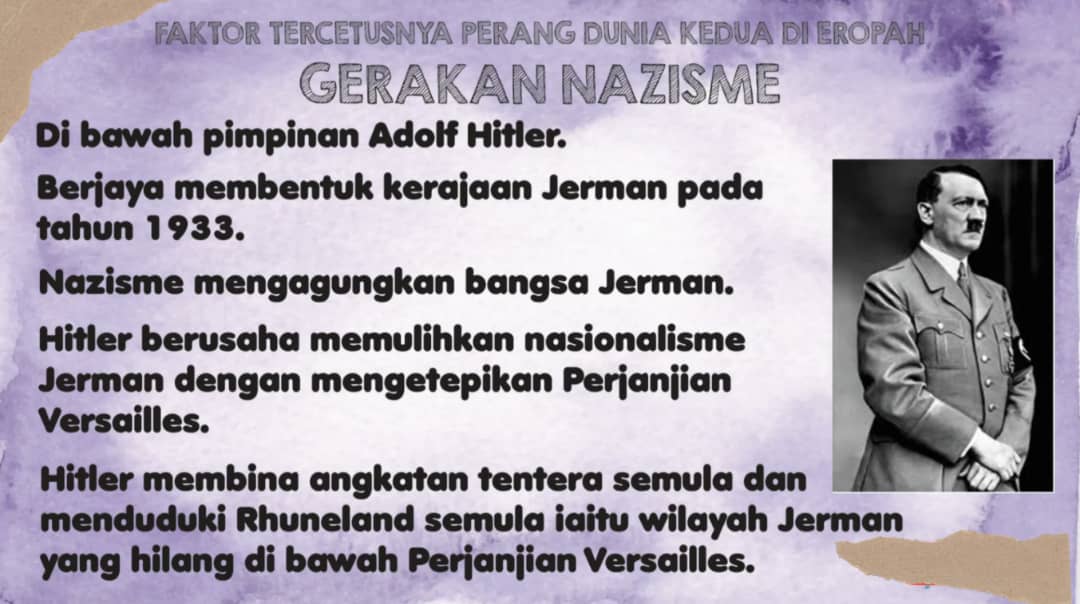 FAKTOR TERCETUSNYA PERANG DUNIA KEDUA DI EROPAH
GERAKAN NAZISME
Di bawah pimpinan Adolf Hitler.
Berjaya membentuk kerajaan Jerman pada
tahun 1933.
Nazisme mengagungkan bangsa Jerman.
Hitler berusaha memulihkan nasionalisme
Jerman dengan mengetepikan Perjanjian
Versailles.
Hitler membina angkatan tentera semula dan
menduduki Rhuneland semula iaitu wilayah Jerman
yang hilang di bawah Perjanjian Versailles.